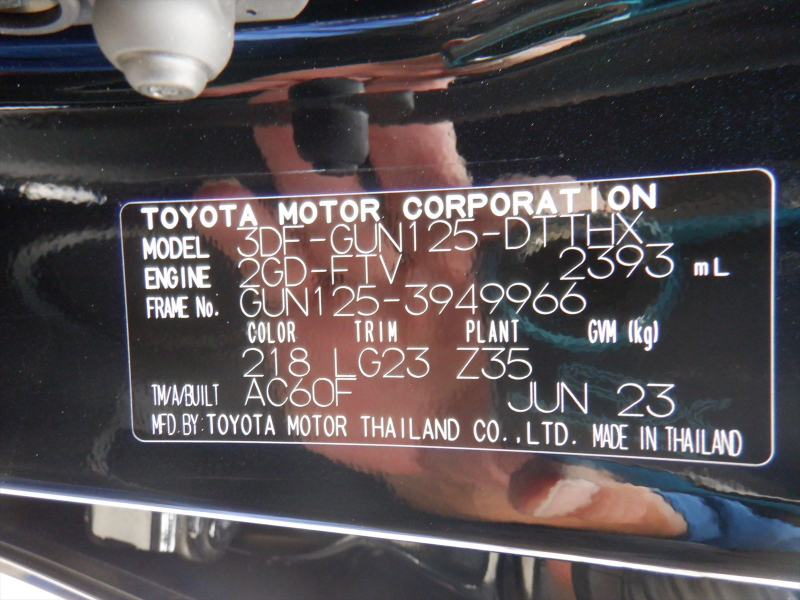 TOYOTA MOTOR CORPORATION
MODEL 3DF-GUN125-DTTHX
ENGINE 2GD-FTV 2393 mL
FRAME No. GUN125-3949966
COLOR TRIM PLANT GVM (kg)
218 LG23 Z35
TM/A/BUILT AC60F JUN 23
MFD.BY:TOYOTA MOTOR THAILAND CO.,LTD. MADE IN THAILAND